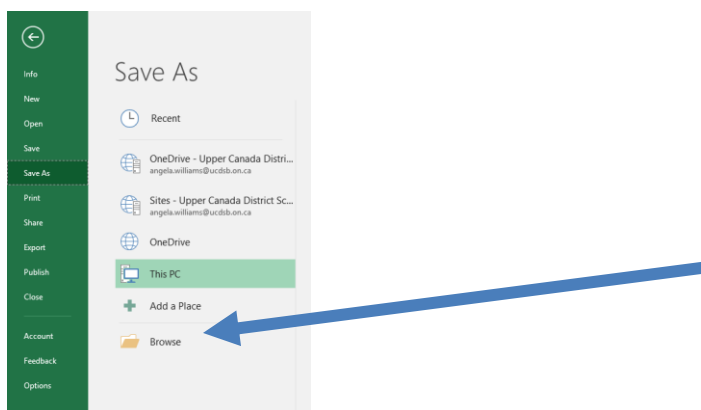 Info
New
Open
Save
Save As
Print
Share
Export
Publish
Close
Account
Feedback
Options
Save As
Recent
OneDrive - Upper Canada Distri...
angela.williams@ucdsb.on.ca
Sites - Upper Canada District Sc...
angela.williams@ucdsb.on.ca
OneDrive
This PC
Add a Place
Browse